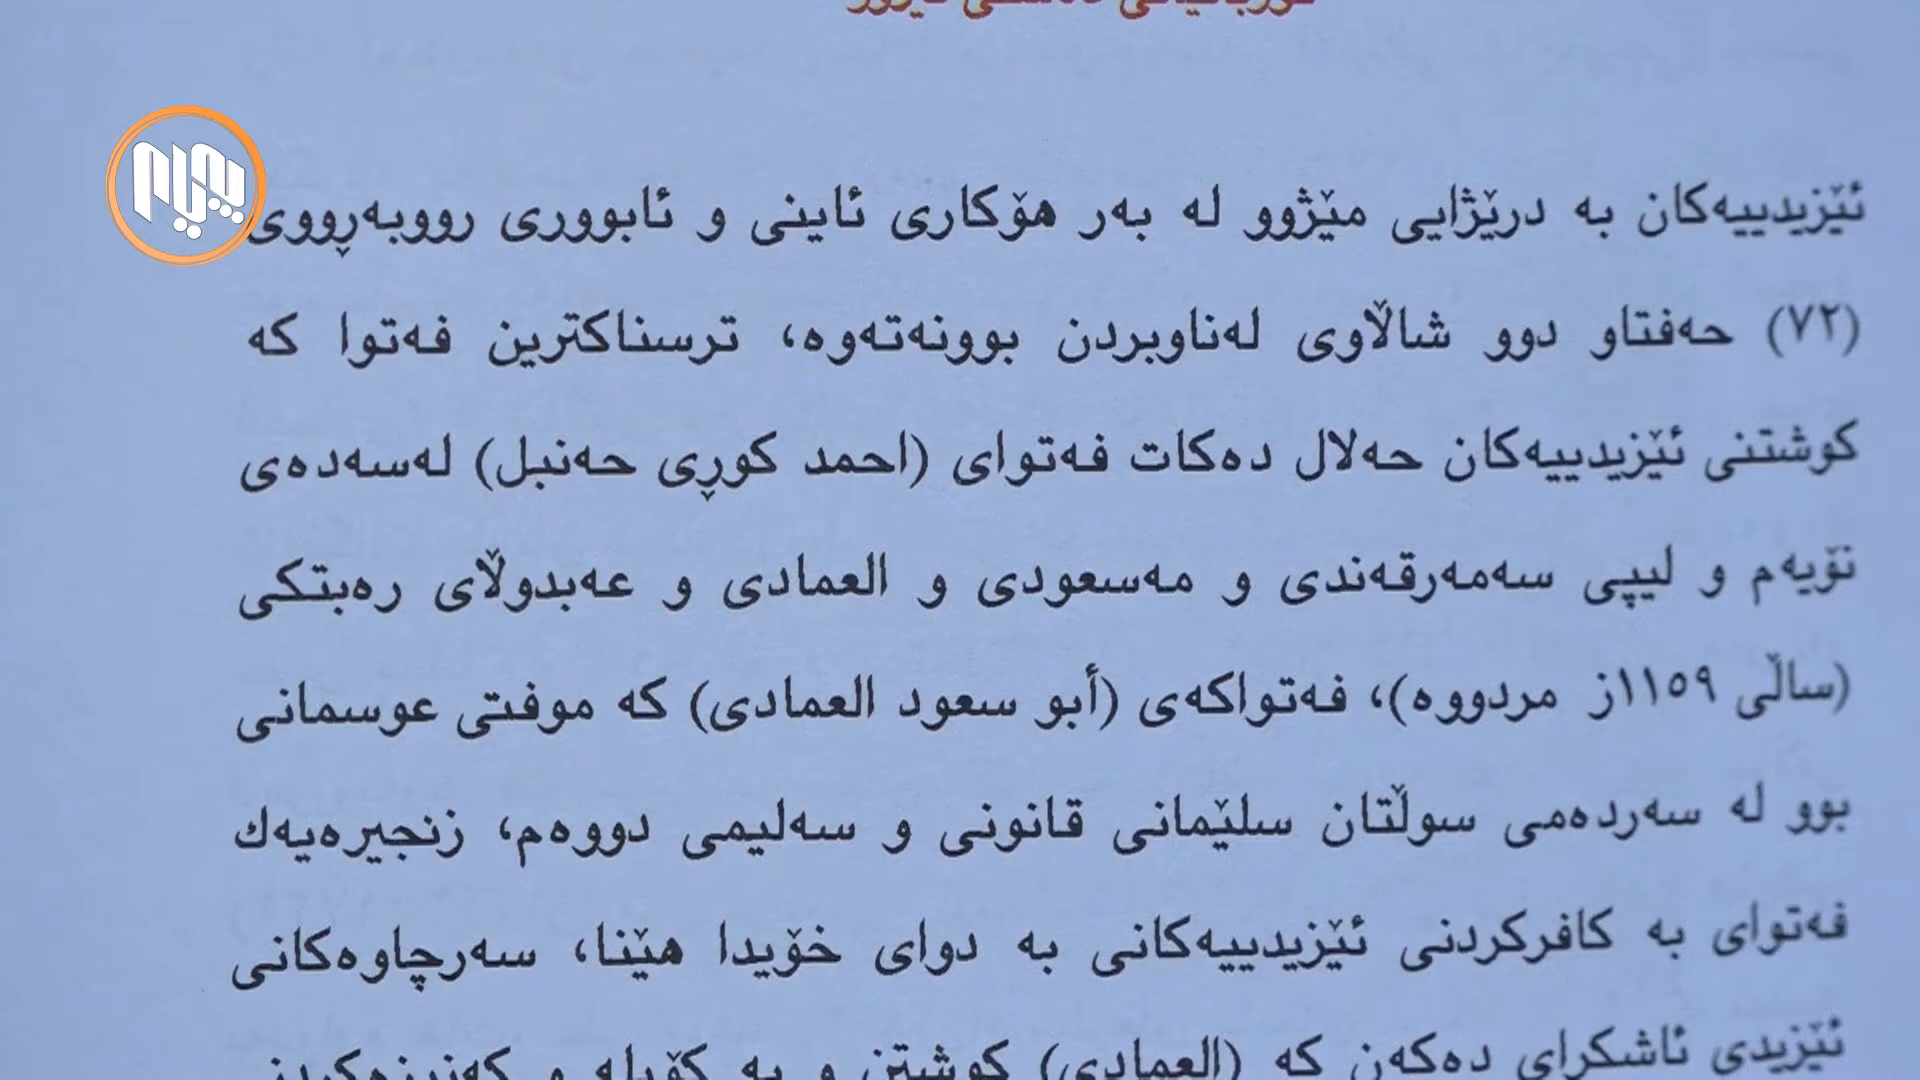 ئێزیدییەکان بە درێژایی مێژوو لە بەر هۆکاری ئاینی و ئابووری رووبەڕووی
(٧٢) حەفتاو دوو شاڵاوی لەناوبردن بوونەتەوە، ترسناکترین فەتوا کە
کوشتنی ئێزیدییەکان حەلال دەکات فەتوای (احمد کوڕی حەنبل) لەسەدەی
نۆیەم و لیپی سەمەرقەندی و مەسعودی و العمادی و عەبدوڵای رەبتکی
(ساڵی ١١٥٩ز مردووە)، فەتواکەی (أبو سعود العمادی) کە موفتی عوسمانی
بوو لە سەردەمی سوڵتان سلێمانی قانونی و سەلیمی دووەم، زنجیرەیەك
فەتوای بە کافرکردنی ئێزیدییەکانی بە دوای خۆیدا هێنا، سەرچاوەکانی
ئێزیدی ئاشکرای دەکەن کە (العمادی) کوشتن و بە کۆیلە و